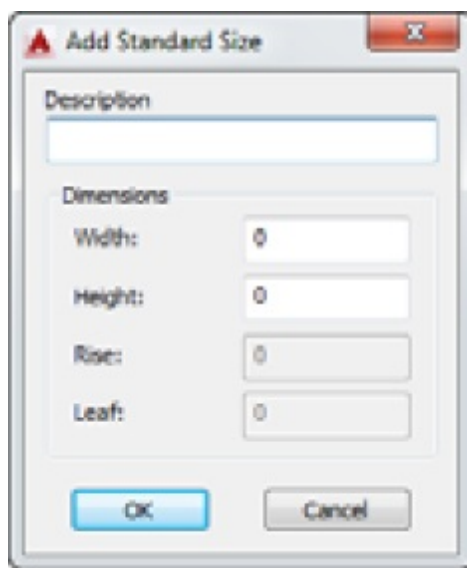 Add Standard Size
Description
Dimensions
Width: 0
Height: 0
Rise: 0
Leaf: 0
OK Cancel